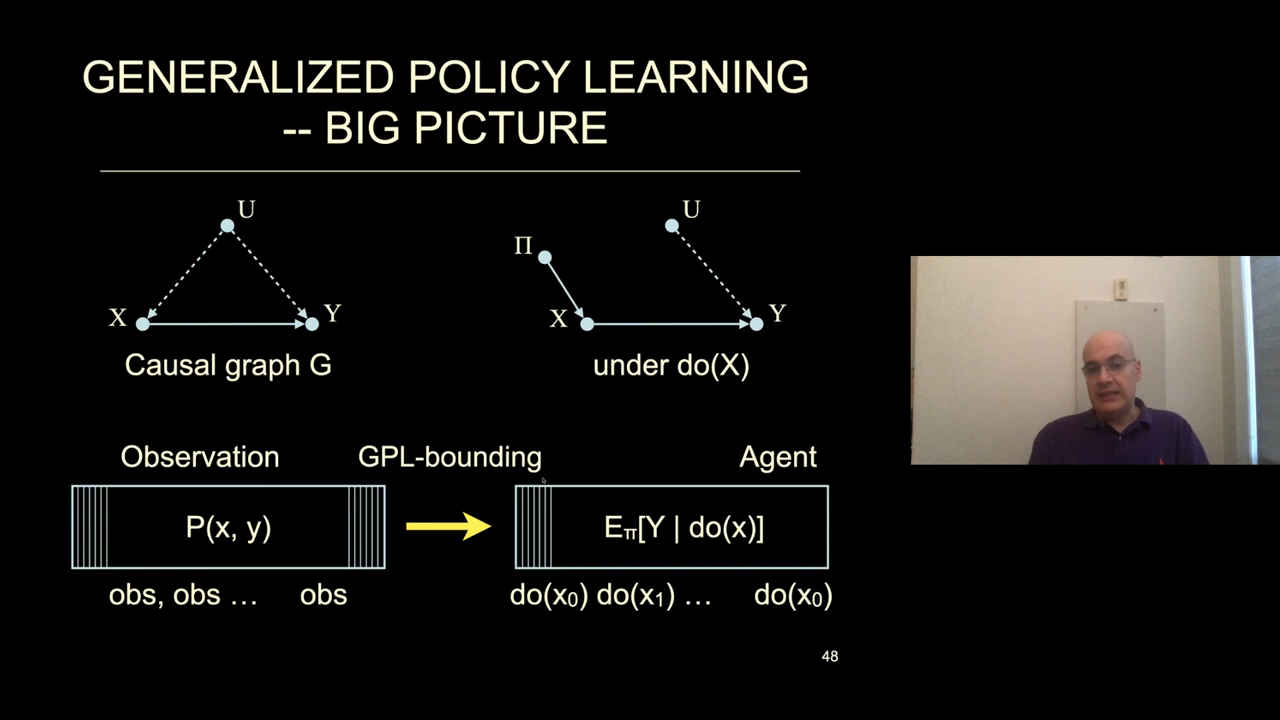 GENERALIZED POLICY LEARNING
-- BIG PICTURE
U
X
Y
Causal graph G
Π
U
X
Y
under do(X)
Observation
GPL-bounding
Agent
P(x, y)
Eπ[Y | do(x)]
obs, obs … obs
do(x₀) do(x₁) … do(x₀)
48